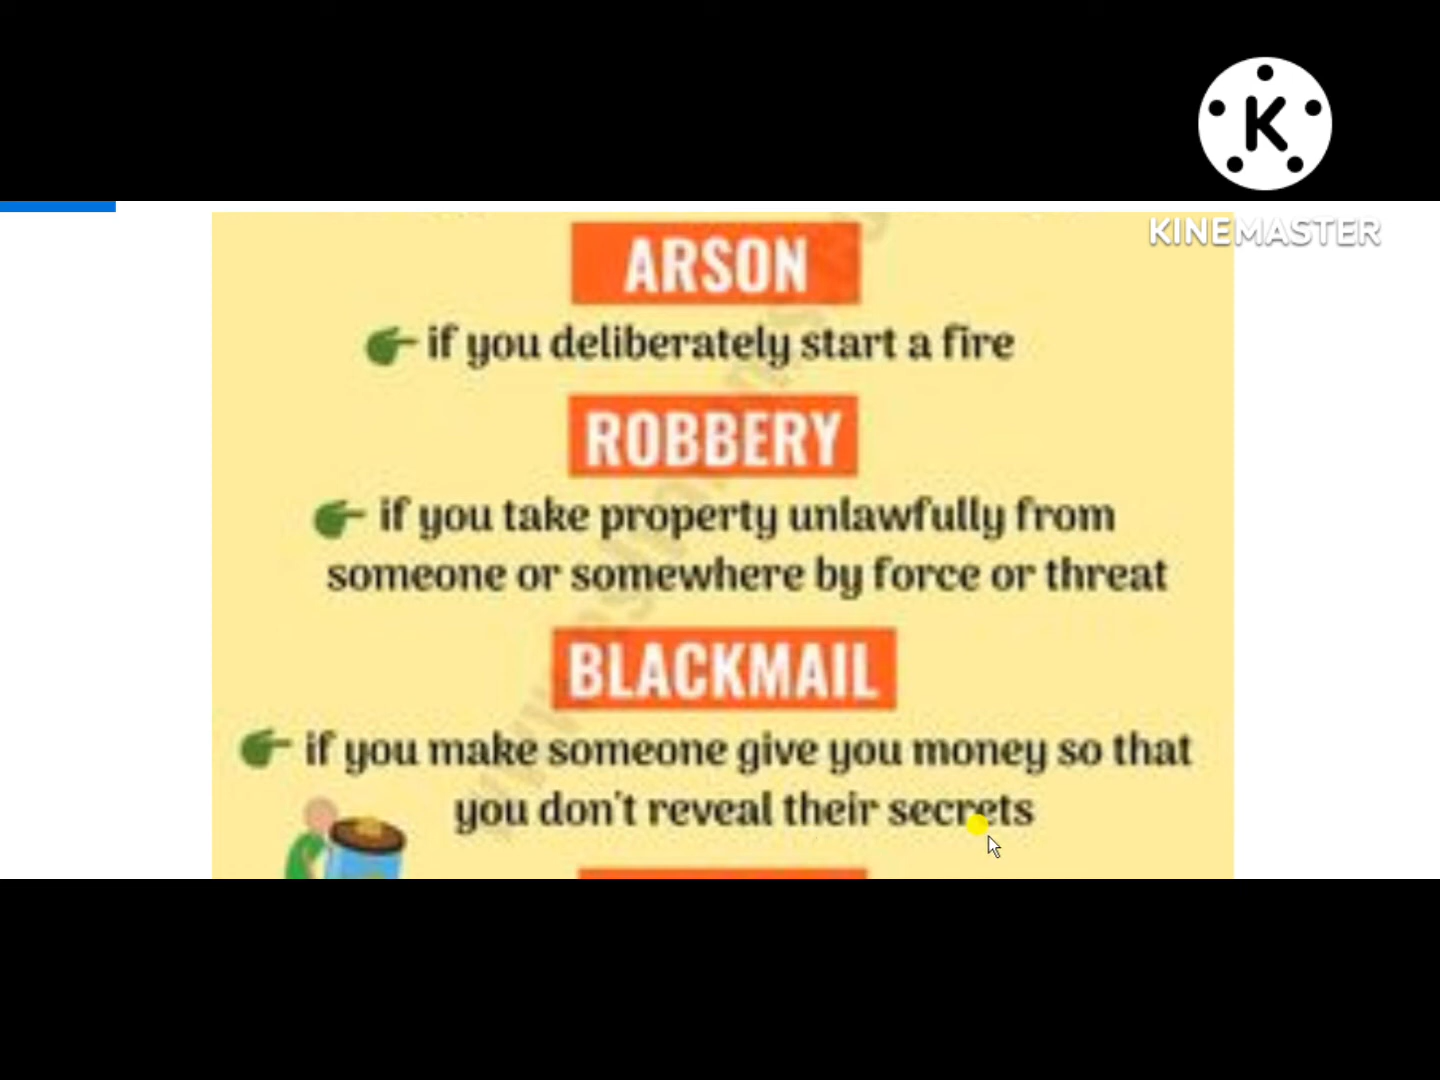 K
KINEMASTER
ARSON
if you deliberately start a fire
ROBBERY
if you take property unlawfully from
someone or somewhere by force or threat
BLACKMAIL
if you make someone give you money so that
you don't reveal their secrets